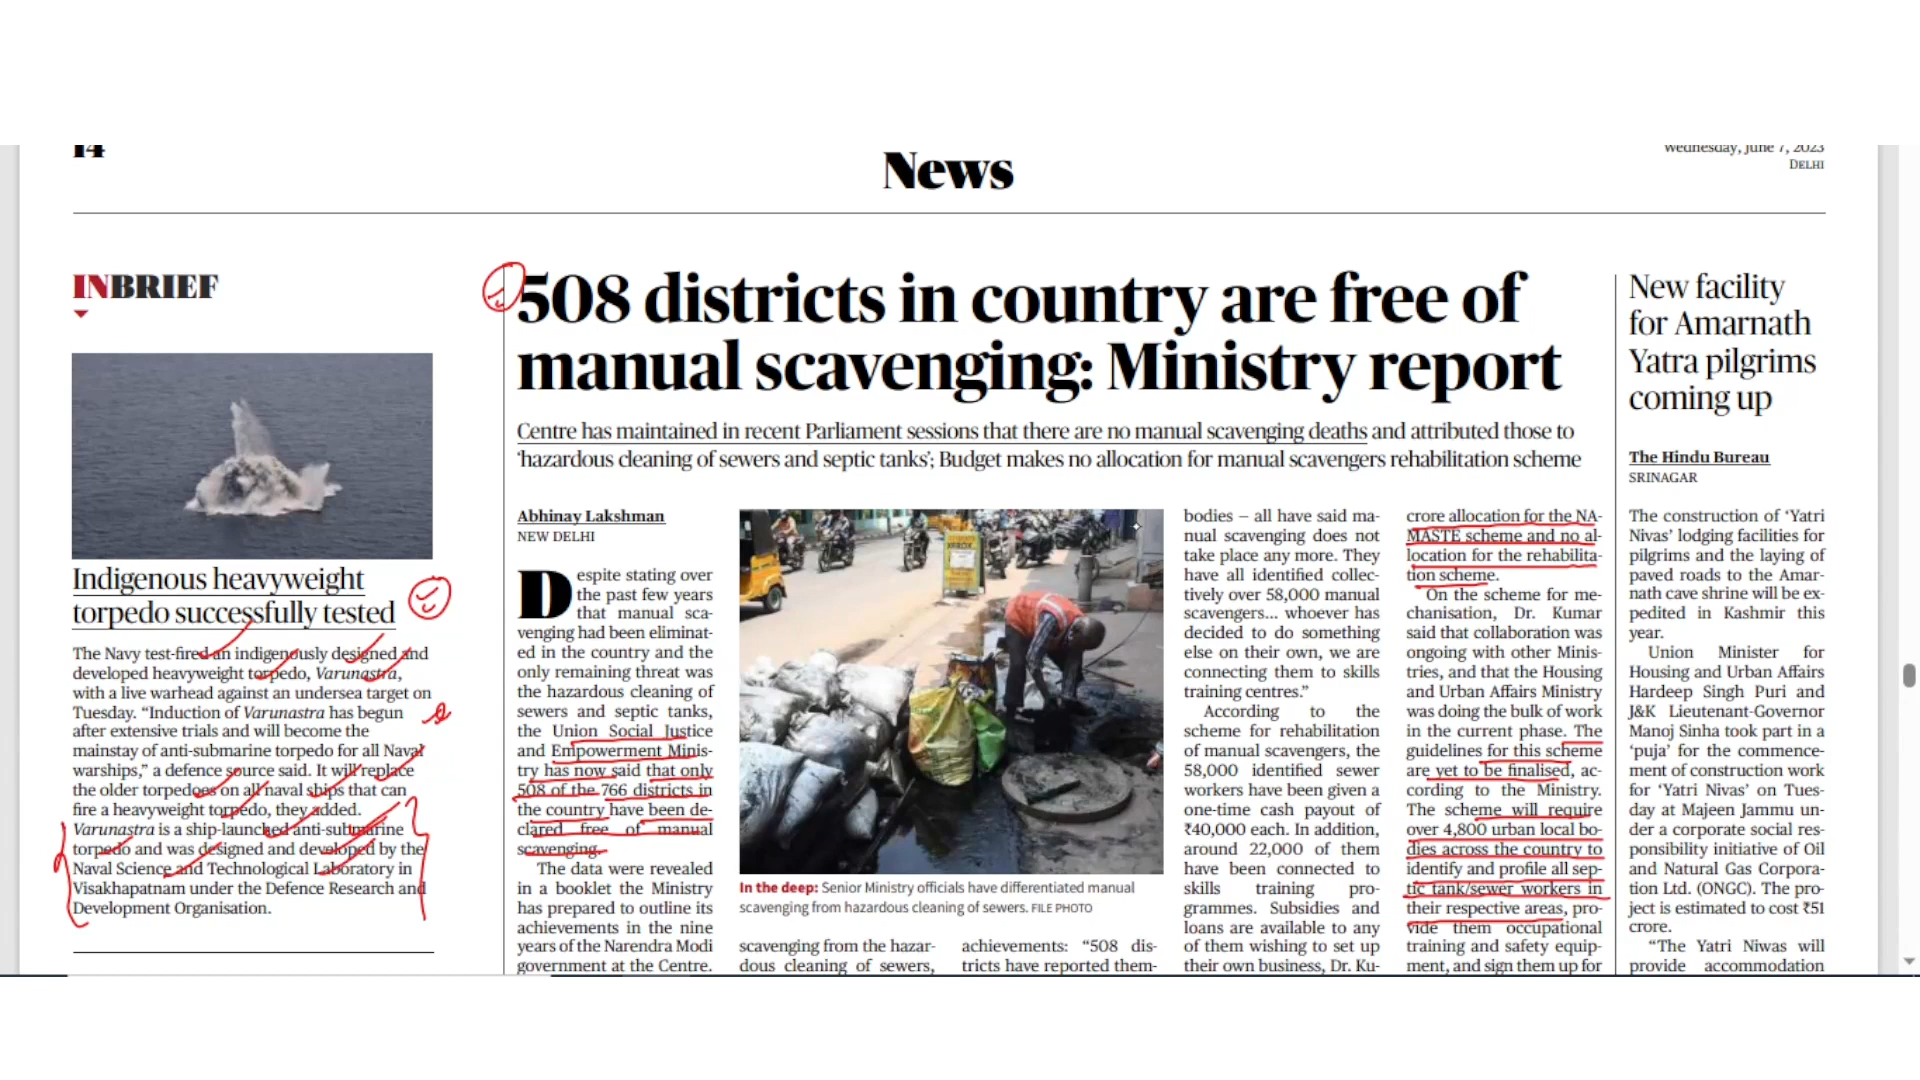 14
News
Wednesday, June 7, 2023
DELHI
INBRIEF
Indigenous heavyweight
torpedo successfully tested
The Navy test-fired an indigenously designed and
developed heavyweight torpedo, Varunastra,
with a live warhead against an undersea target on
Tuesday. “Induction of Varunastra has begun
after extensive trials and will become the
mainstay of anti-submarine torpedo for all Naval
warships,” a defence source said. It will replace
the older torpedoes on all naval ships that can
fire a heavyweight torpedo, they added.
Varunastra is a ship-launched anti-submarine
torpedo and was designed and developed by the
Naval Science and Technological Laboratory in
Visakhapatnam under the Defence Research and
Development Organisation.
508 districts in country are free of
manual scavenging: Ministry report
Centre has maintained in recent Parliament sessions that there are no manual scavenging deaths and attributed those to
‘hazardous cleaning of sewers and septic tanks’; Budget makes no allocation for manual scavengers rehabilitation scheme
Abhinay Lakshman
NEW DELHI
Despite stating over
the past few years
that manual sca-
venging had been eliminat-
ed in the country and the
only remaining threat was
the hazardous cleaning of
sewers and septic tanks,
the Union Social Justice
and Empowerment Minis-
try has now said that only
508 of the 766 districts in
the country have been de-
clared free of manual
scavenging.
The data were revealed
in a booklet the Ministry
has prepared to outline its
achievements in the nine
years of the Narendra Modi
government at the Centre.
XEROX
In the deep: Senior Ministry officials have differentiated manual
scavenging from hazardous cleaning of sewers. FILE PHOTO
scavenging from the hazar-
dous cleaning of sewers,
achievements: “508 dis-
tricts have reported them-
bodies – all have said ma-
nual scavenging does not
take place any more. They
have all identified collec-
tively over 58,000 manual
scavengers... whoever has
decided to do something
else on their own, we are
connecting them to skills
training centres.”
According to the
scheme for rehabilitation
of manual scavengers, the
58,000 identified sewer
workers have been given a
one-time cash payout of
₹40,000 each. In addition,
around 22,000 of them
have been connected to
skills training pro-
grammes. Subsidies and
loans are available to any
of them wishing to set up
their own business, Dr. Ku-
crore allocation for the NA-
MASTE scheme and no al-
location for the rehabilita-
tion scheme.
On the scheme for me-
chanisation, Dr. Kumar
said that collaboration was
ongoing with other Minis-
tries, and that the Housing
and Urban Affairs Ministry
was doing the bulk of work
in the current phase. The
guidelines for this scheme
are yet to be finalised, ac-
cording to the Ministry.
The scheme will require
over 4,800 urban local bo-
dies across the country to
identify and profile all sep-
tic tank/sewer workers in
their respective areas, pro-
vide them occupational
training and safety equip-
ment, and sign them up for
New facility
for Amarnath
Yatra pilgrims
coming up
The Hindu Bureau
SRINAGAR
The construction of ‘Yatri
Nivas’ lodging facilities for
pilgrims and the laying of
paved roads to the Amar-
nath cave shrine will be ex-
pedited in Kashmir this
year.
Union Minister for
Housing and Urban Affairs
Hardeep Singh Puri and
J&K Lieutenant-Governor
Manoj Sinha took part in a
‘puja’ for the commence-
ment of construction work
for ‘Yatri Nivas’ on Tues-
day at Majeen Jammu un-
der a corporate social res-
ponsibility initiative of Oil
and Natural Gas Corpora-
tion Ltd. (ONGC). The pro-
ject is estimated to cost ₹51
crore.
“The Yatri Niwas will
provide accommodation